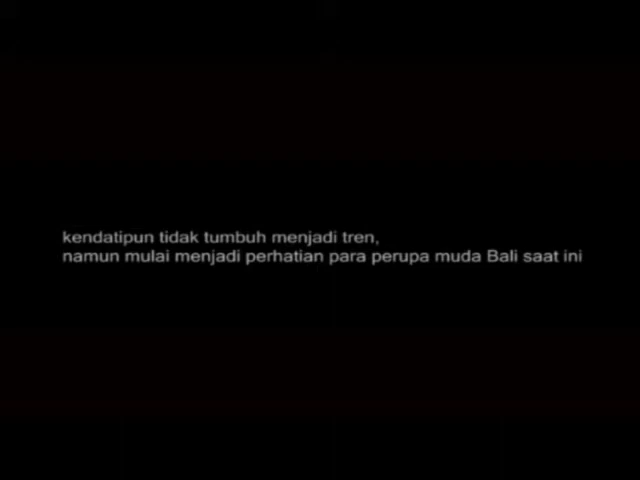 kendatipun tidak tumbuh menjadi tren,
namun mulai menjadi perhatian para perupa muda Bali saat ini